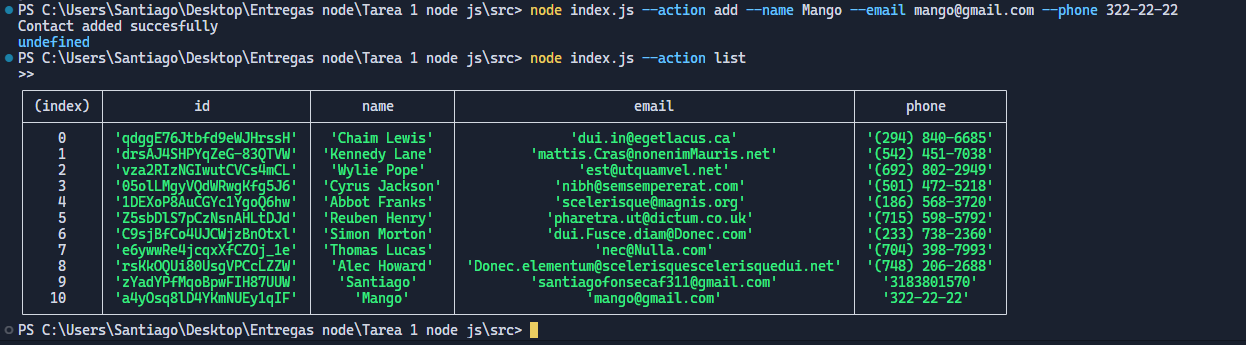 PS C:\Users\Santiago\Desktop\Entregas node\Tarea 1 node js\src> node index.js --action add --name Mango --email mango@gmail.com --phone 322-22-22
Contact added succesfully
undefined
PS C:\Users\Santiago\Desktop\Entregas node\Tarea 1 node js\src> node index.js --action list
>>
(index) id name email phone
0 'qdggE76Jtbfd9eWJHrssH' 'Chaim Lewis' 'dui.in@egetlacus.ca' '(294) 840-6685'
1 'drsAJ4SHPYqZeG-83QTVW' 'Kennedy Lane' 'mattis.Cras@nonenimMauris.net' '(542) 451-7038'
2 'vza2RIzNGIwutCVCs4mCL' 'Wylie Pope' 'est@utquamvel.net' '(692) 802-2949'
3 '05olLMgyVQdWRwgKfg5J6' 'Cyrus Jackson' 'nibh@semsempererat.com' '(501) 472-5218'
4 '1DEXoP8AuCGYc1YgoQ6hw' 'Abbot Franks' 'scelerisque@magnis.org' '(186) 568-3720'
5 'Z5sbDlS7pCzNsnAHLtDJd' 'Reuben Henry' 'pharetra.ut@dictum.co.uk' '(715) 598-5792'
6 'C9sjBfCo4UJCWjzBnOtxl' 'Simon Morton' 'dui.Fusce.diam@Donec.com' '(233) 738-2360'
7 'e6ywwRe4jcqxXfCZOj_1e' 'Thomas Lucas' 'nec@Nulla.com' '(704) 398-7993'
8 'rsKkOQUi80UsgVPCcLZZW' 'Alec Howard' 'Donec.elementum@scelerisquescelerisquedui.net' '(748) 206-2688'
9 'zYadYPfMqoBpwFIH87UUW' 'Santiago' 'santiagofonsecaf311@gmail.com' '3183801570'
10 'a4yOsq8lD4YKmNUEy1qIF' 'Mango' 'mango@gmail.com' '322-22-22'
PS C:\Users\Santiago\Desktop\Entregas node\Tarea 1 node js\src>